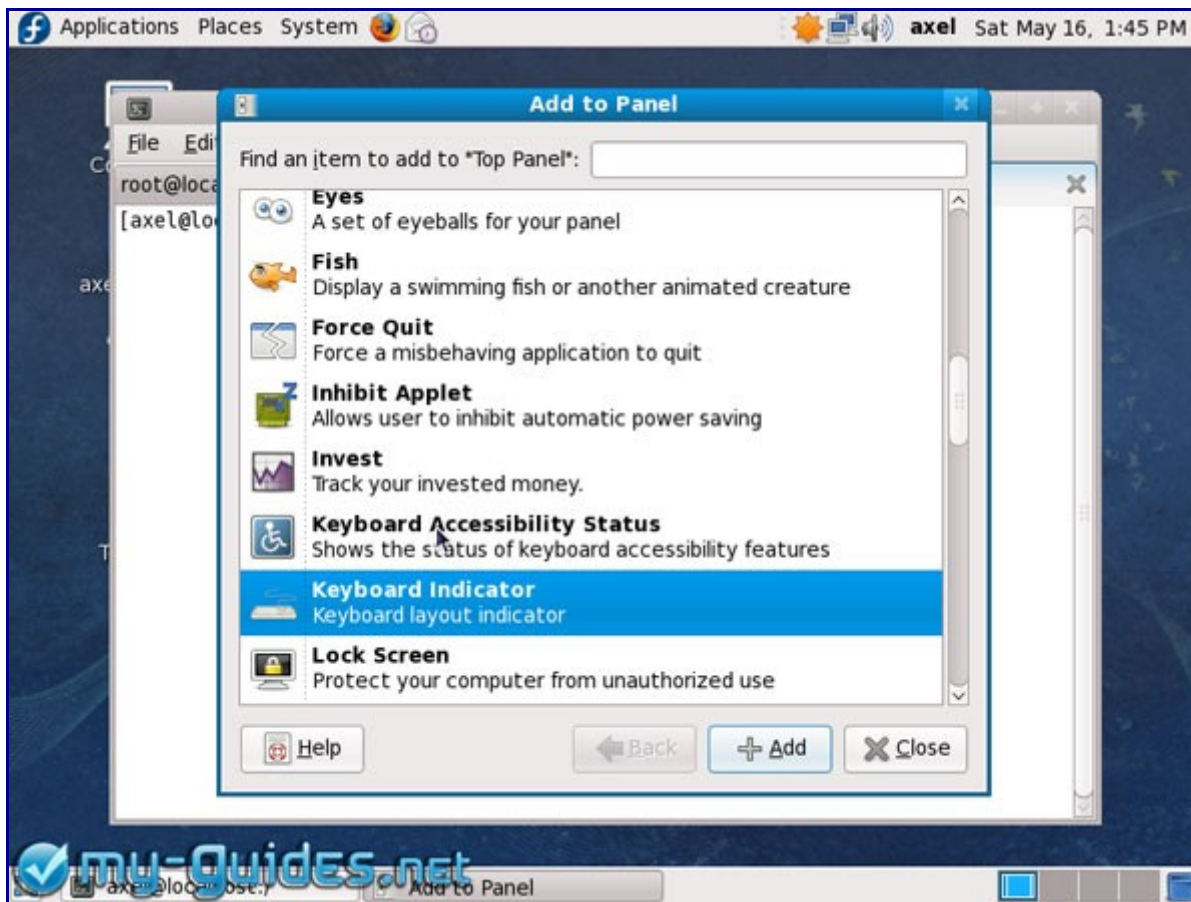 Applications Places System axel Sat May 16, 1:45 PM
Add to Panel
File Edi
Find an item to add to "Top Panel":
root@loca
[axel@lo
Eyes
A set of eyeballs for your panel
Fish
Display a swimming fish or another animated creature
axe
Force Quit
Force a misbehaving application to quit
Inhibit Applet
Allows user to inhibit automatic power saving
Invest
Track your invested money.
Keyboard Accessibility Status
Shows the status of keyboard accessibility features
T
Keyboard Indicator
Keyboard layout indicator
Lock Screen
Protect your computer from unauthorized use
Help Back Add Close
my-guides.net
Add to Panel